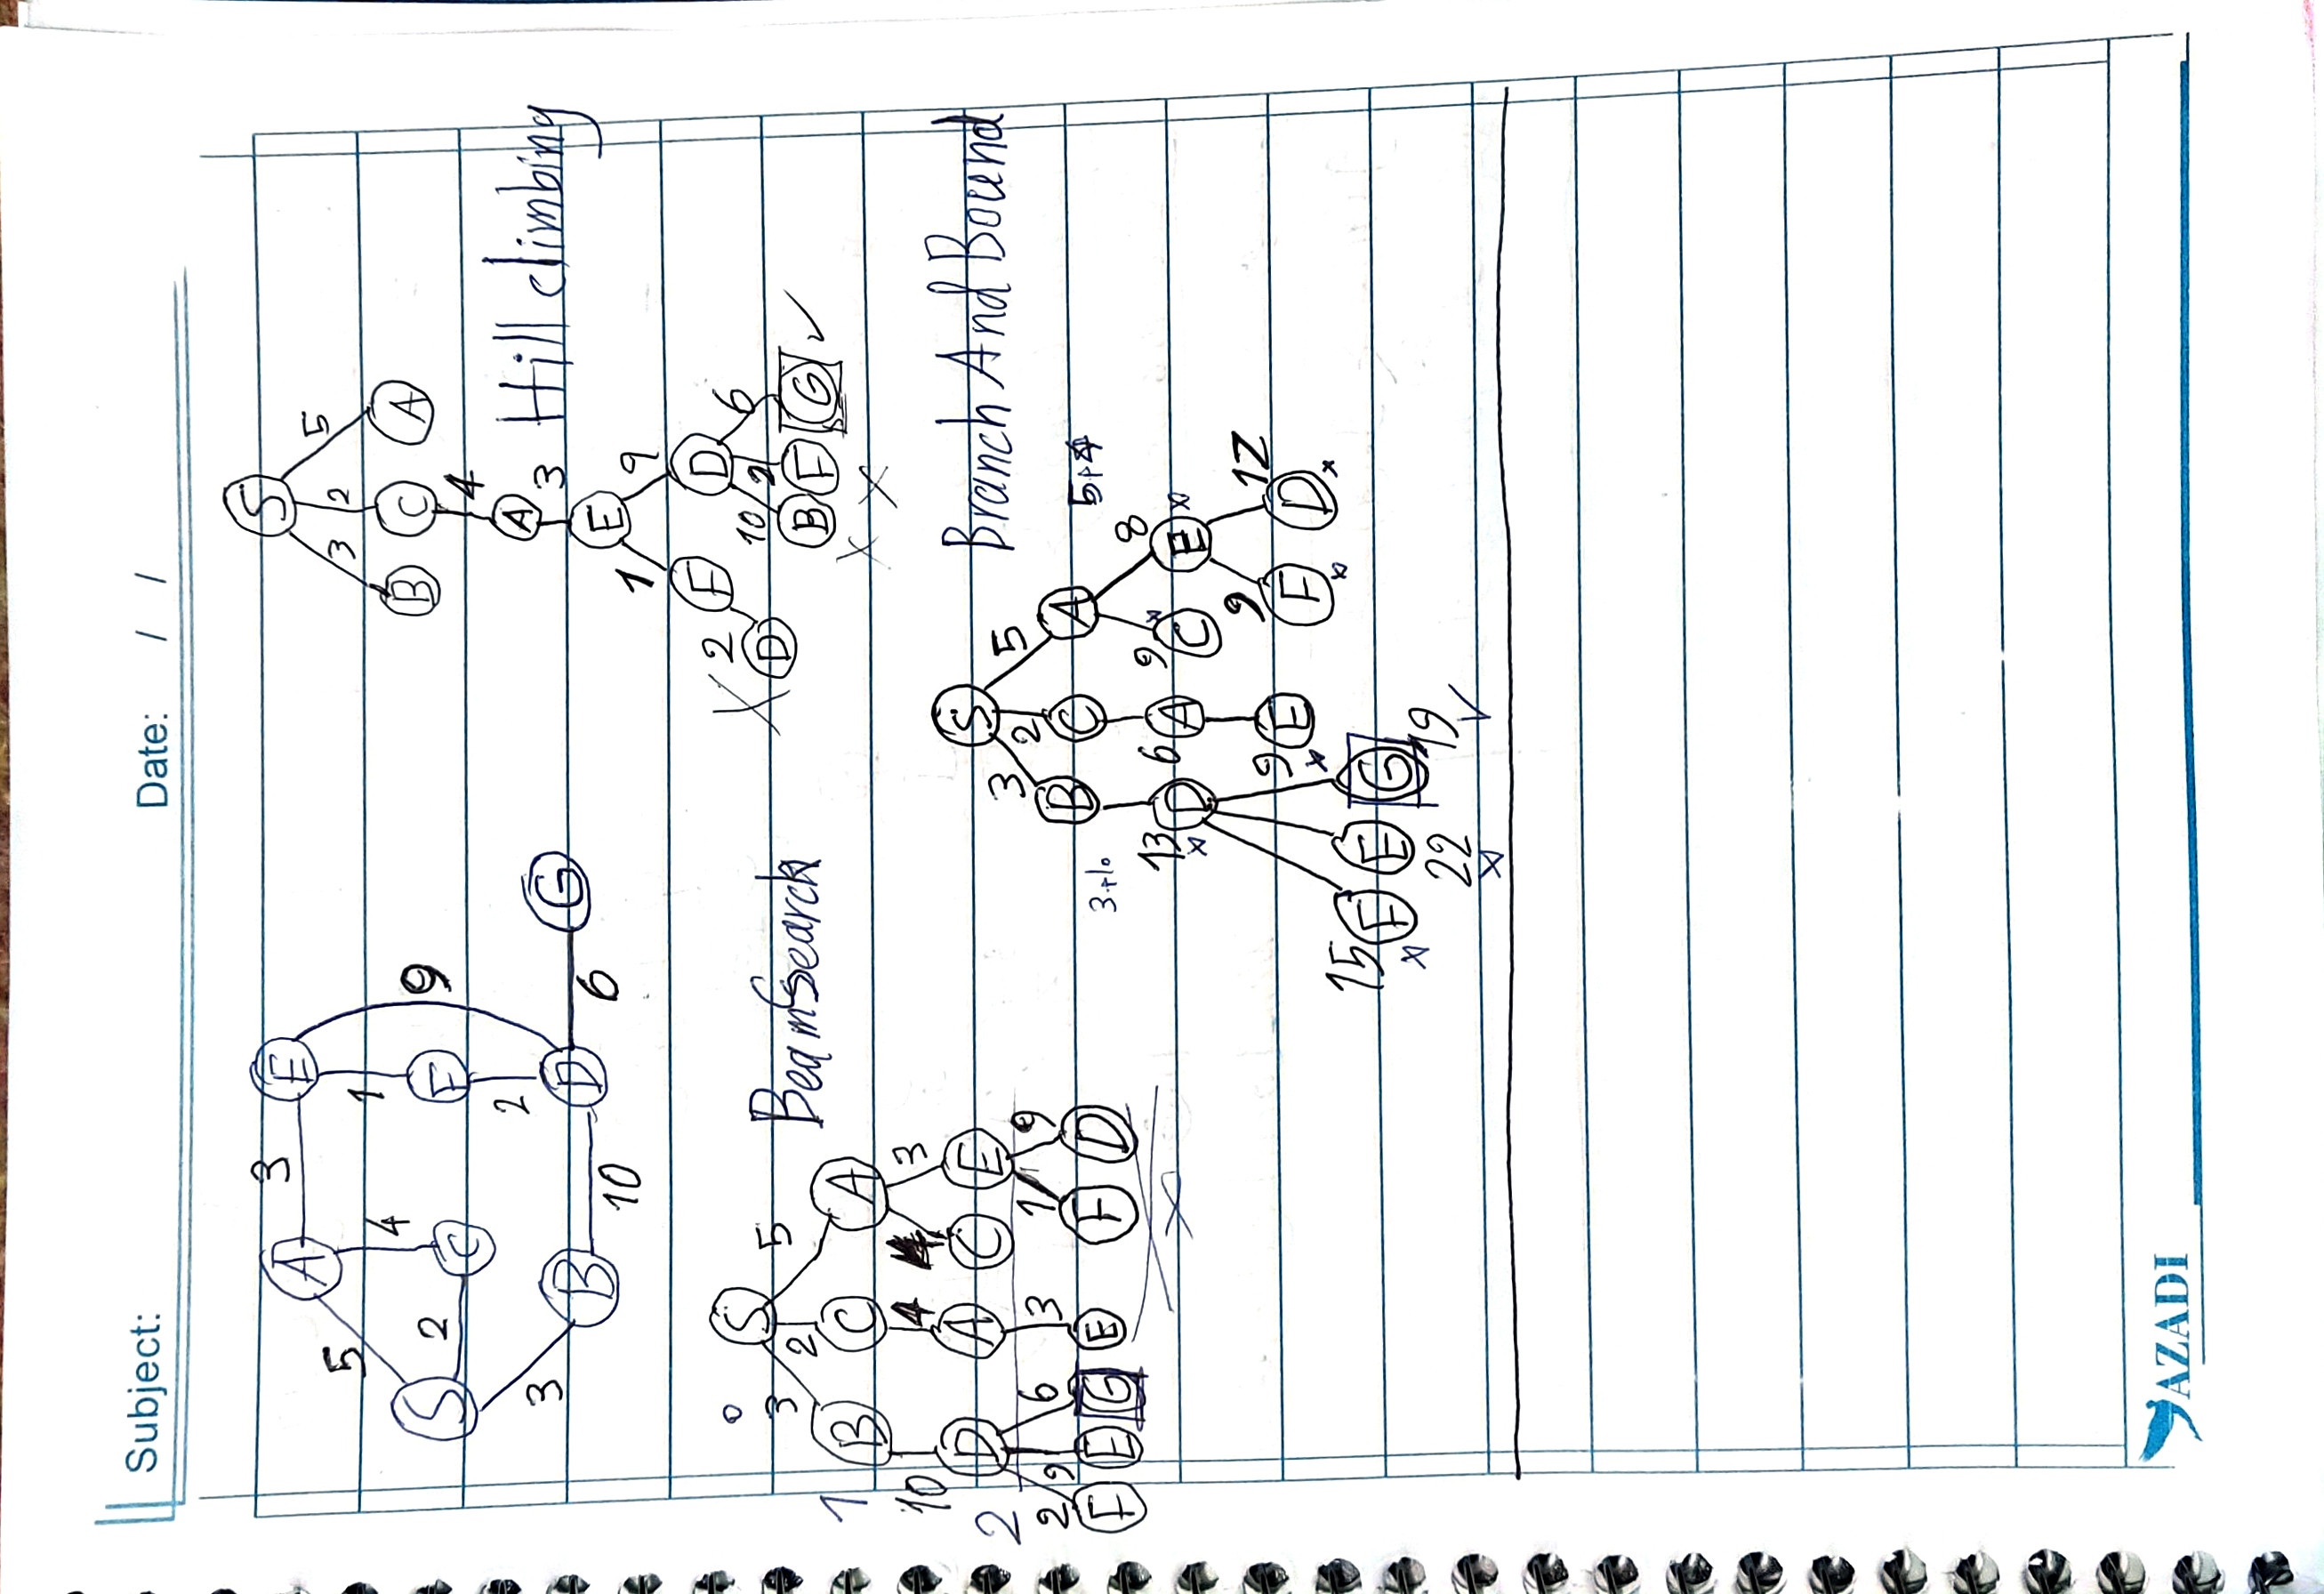 Subject:
Date: / /
A 3 E
5 4 1 9
S 2 C F
3 2
B 10 D 6 G
S
3 2 5
B C A
4
A
3
E
1 9
F D
X 2 10 2 6
D B F G ✓
X X
Hill climbing
0 S
3 2 5
Beam Search
1 B C A
10 4 4 3
2 D A C E
2 9 6 3 1 9
F E G E F D
X
Branch And Bound
S
3 2 5
B C A
3+10 5+4
13 6 9 8
x D A C x E x
9 9 12
E x F x D x
15 F E G
x 22 19
x ✓
AZADI